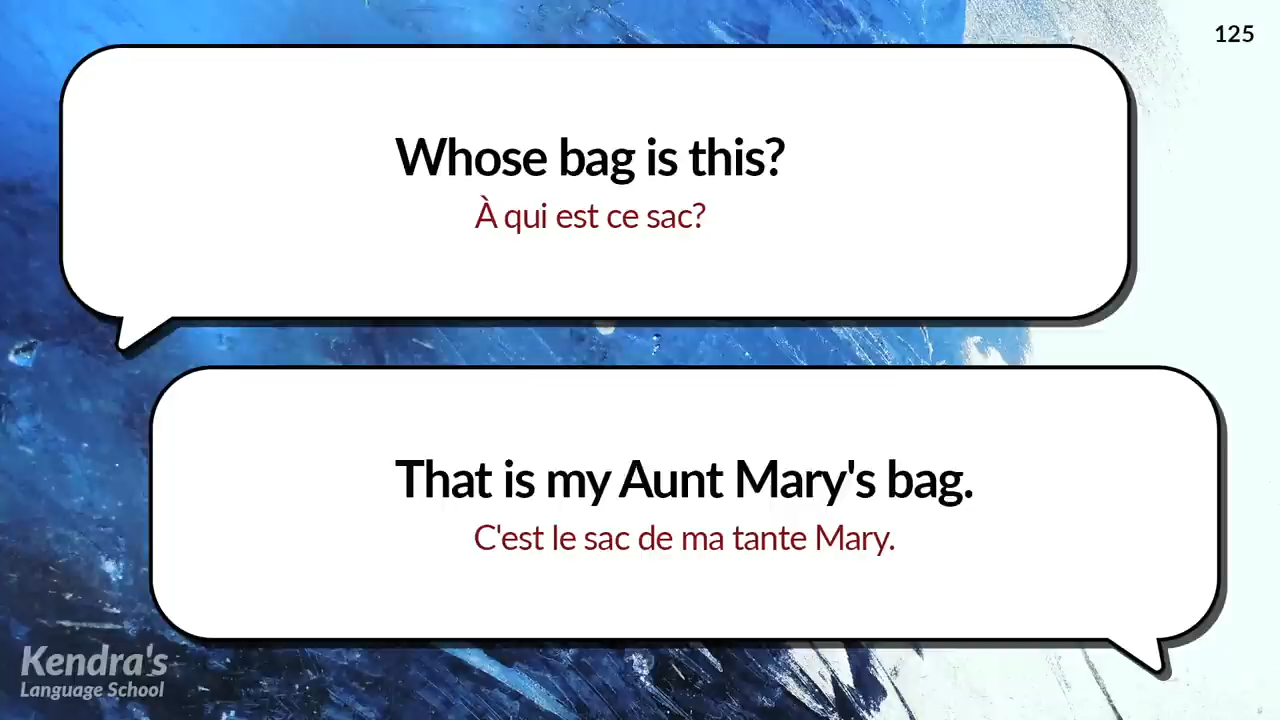 125
Whose bag is this?
À qui est ce sac?
That is my Aunt Mary's bag.
C'est le sac de ma tante Mary.
Kendra's
Language School